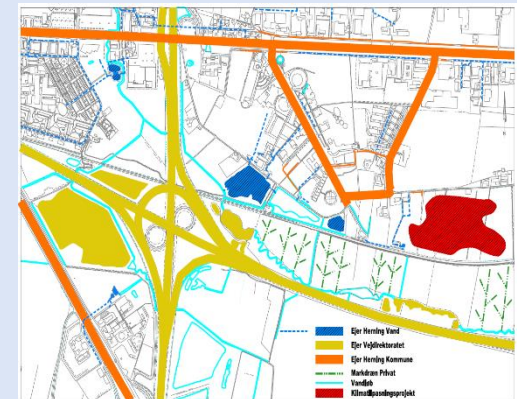 Ejer Herning Vand
Ejer Vejdirektoratet
Ejer Herning Kommune
Markdræn Privat
Vandløb
Klimatilpasningsprojekt